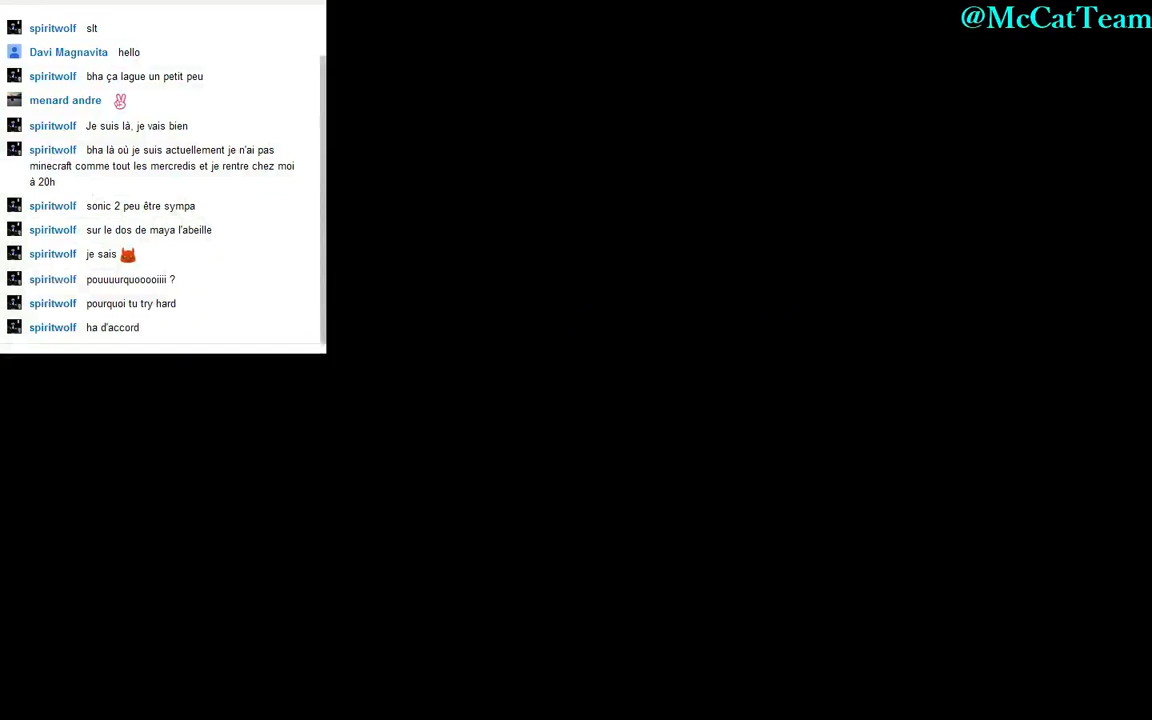 spiritwolf slt
@McCatTeam
Davi Magnavita hello
spiritwolf bha ça lague un petit peu
menard andre
spiritwolf Je suis là, je vais bien
spiritwolf bha là où je suis actuellement je n'ai pas
minecraft comme tout les mercredis et je rentre chez moi
à 20h
spiritwolf sonic 2 peu être sympa
spiritwolf sur le dos de maya l'abeille
spiritwolf je sais
spiritwolf pouuuurquooooiiii ?
spiritwolf pourquoi tu try hard
spiritwolf ha d'accord